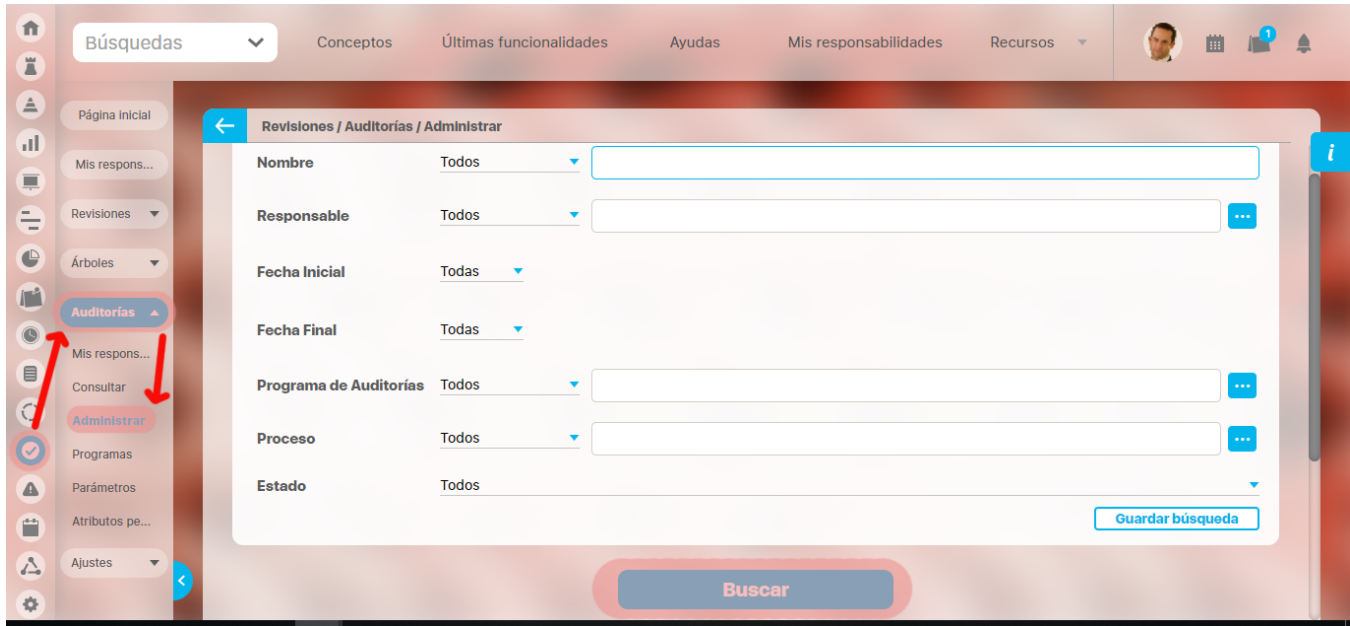 Búsquedas
Conceptos
Últimas funcionalidades
Ayudas
Mis responsabilidades
Recursos
1
Página inicial
Mis respons...
Revisiones
Árboles
Auditorías
Mis respons...
Consultar
Administrar
Programas
Parámetros
Atributos pe...
Ajustes
Revisiones / Auditorías / Administrar
i
Nombre Todos
Responsable Todos ...
Fecha Inicial Todas
Fecha Final Todas
Programa de Auditorías Todos ...
Proceso Todos ...
Estado Todos
Guardar búsqueda
Buscar